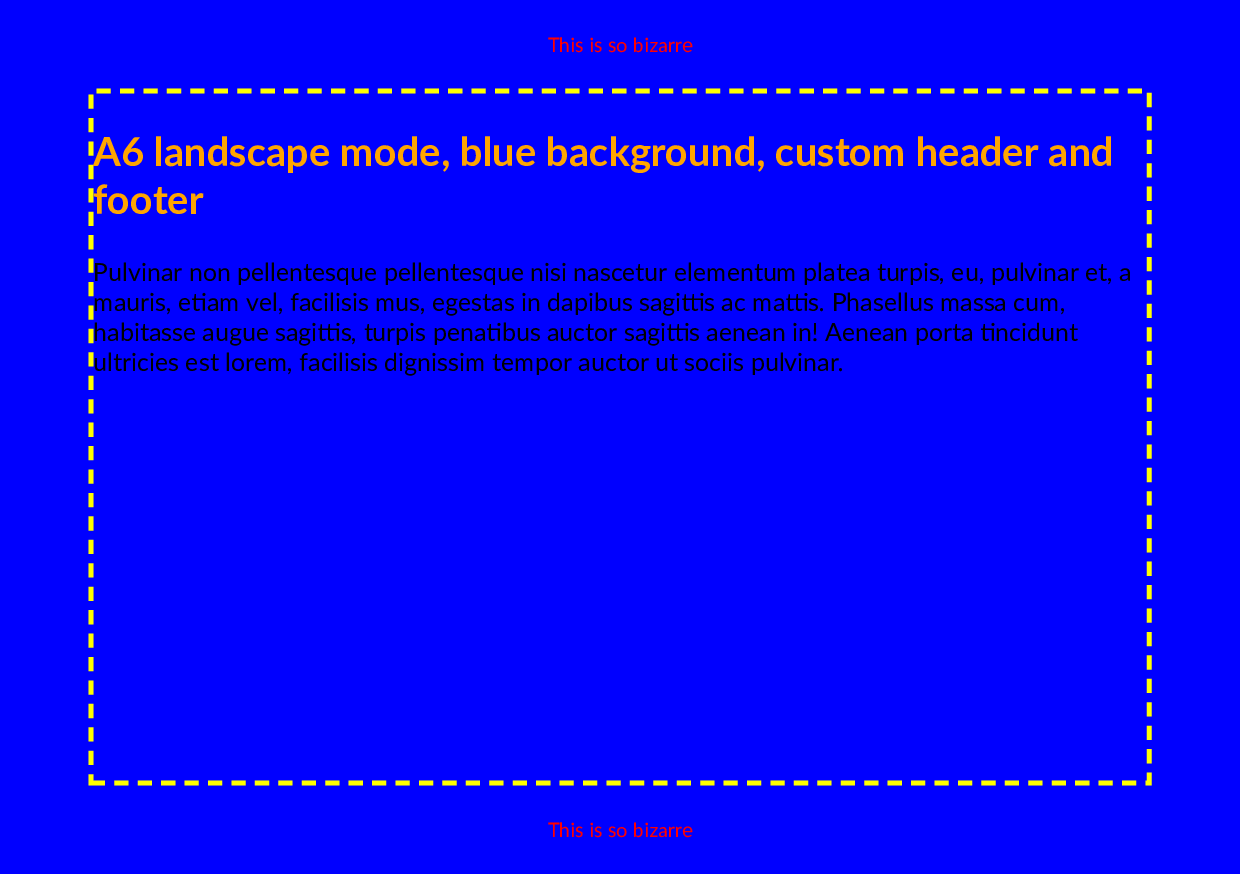 This is so bizarre
A6 landscape mode, blue background, custom header and
footer
Pulvinar non pellentesque pellentesque nisi nascetur elementum platea turpis, eu, pulvinar et, a
mauris, etiam vel, facilisis mus, egestas in dapibus sagittis ac mattis. Phasellus massa cum,
habitasse augue sagittis, turpis penatibus auctor sagittis aenean in! Aenean porta tincidunt
ultricies est lorem, facilisis dignissim tempor auctor ut sociis pulvinar.
This is so bizarre